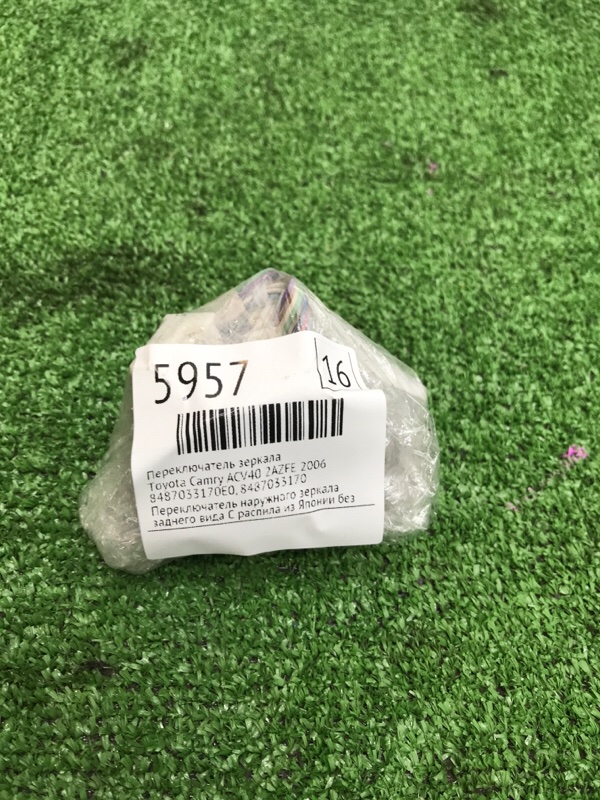 5957 16
Переключатель зеркала
Toyota Camry ACV40 2AZFE 2006
8487033170E0, 8487033170
Переключатель наружного зеркала
заднего вида С распила из Японии без